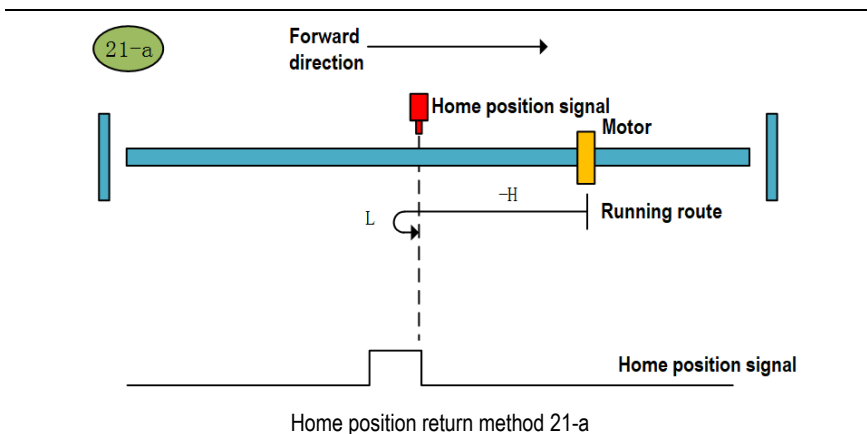 21-a
Forward
direction
Home position signal
Motor
-H
L
Running route
Home position signal
Home position return method 21-a